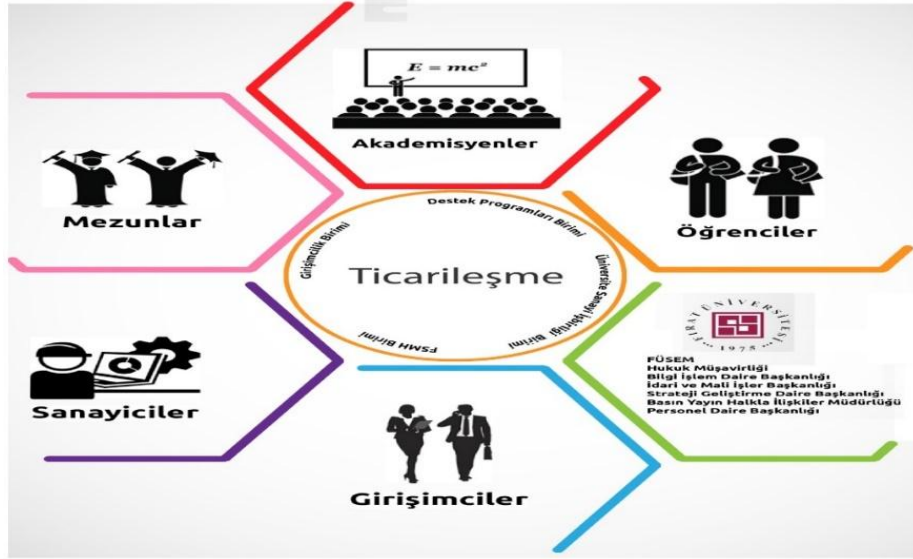 E = mc²
Akademisyenler
Mezunlar
Öğrenciler
Destek Programları Birimi
Girişimcilik Birimi
Ticarileşme
Üniversite Sanayi İşbirliği Birimi
FSMH Birimi
FIRAT ÜNİVERSİTESİ
1975
FÜSEM
Hukuk Müşavirliği
Bilgi İşlem Daire Başkanlığı
İdari ve Mali İşler Başkanlığı
Strateji Geliştirme Daire Başkanlığı
Basın Yayın Halkla İlişkiler Müdürlüğü
Personel Daire Başkanlığı
Sanayiciler
Girişimciler